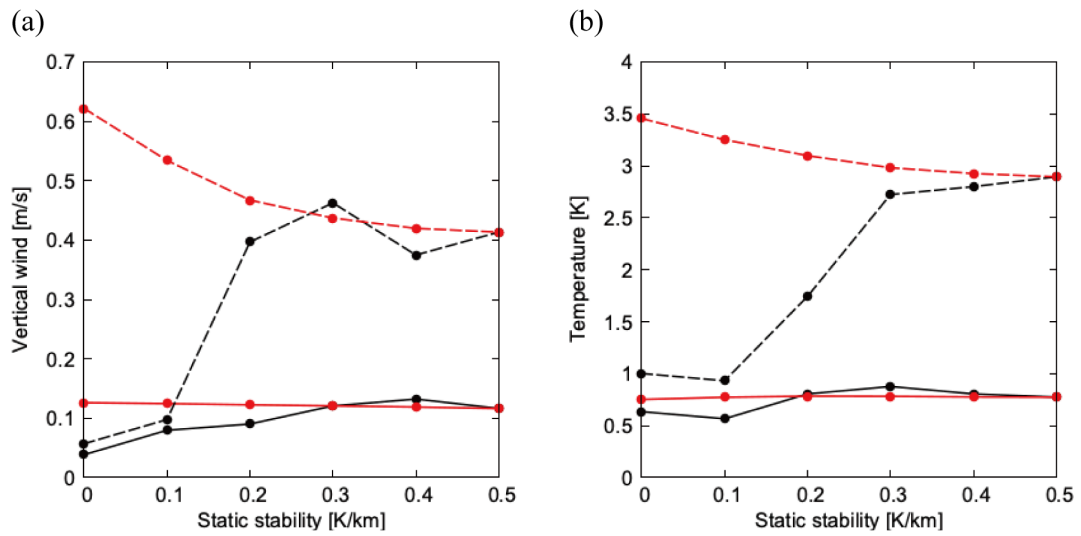 (a)
0.7
0.6
0.5
0.4
0.3
0.2
0.1
0
Vertical wind [m/s]
0 0.1 0.2 0.3 0.4 0.5
Static stability [K/km]
(b)
4
3.5
3
2.5
2
1.5
1
0.5
0
Temperature [K]
0 0.1 0.2 0.3 0.4 0.5
Static stability [K/km]